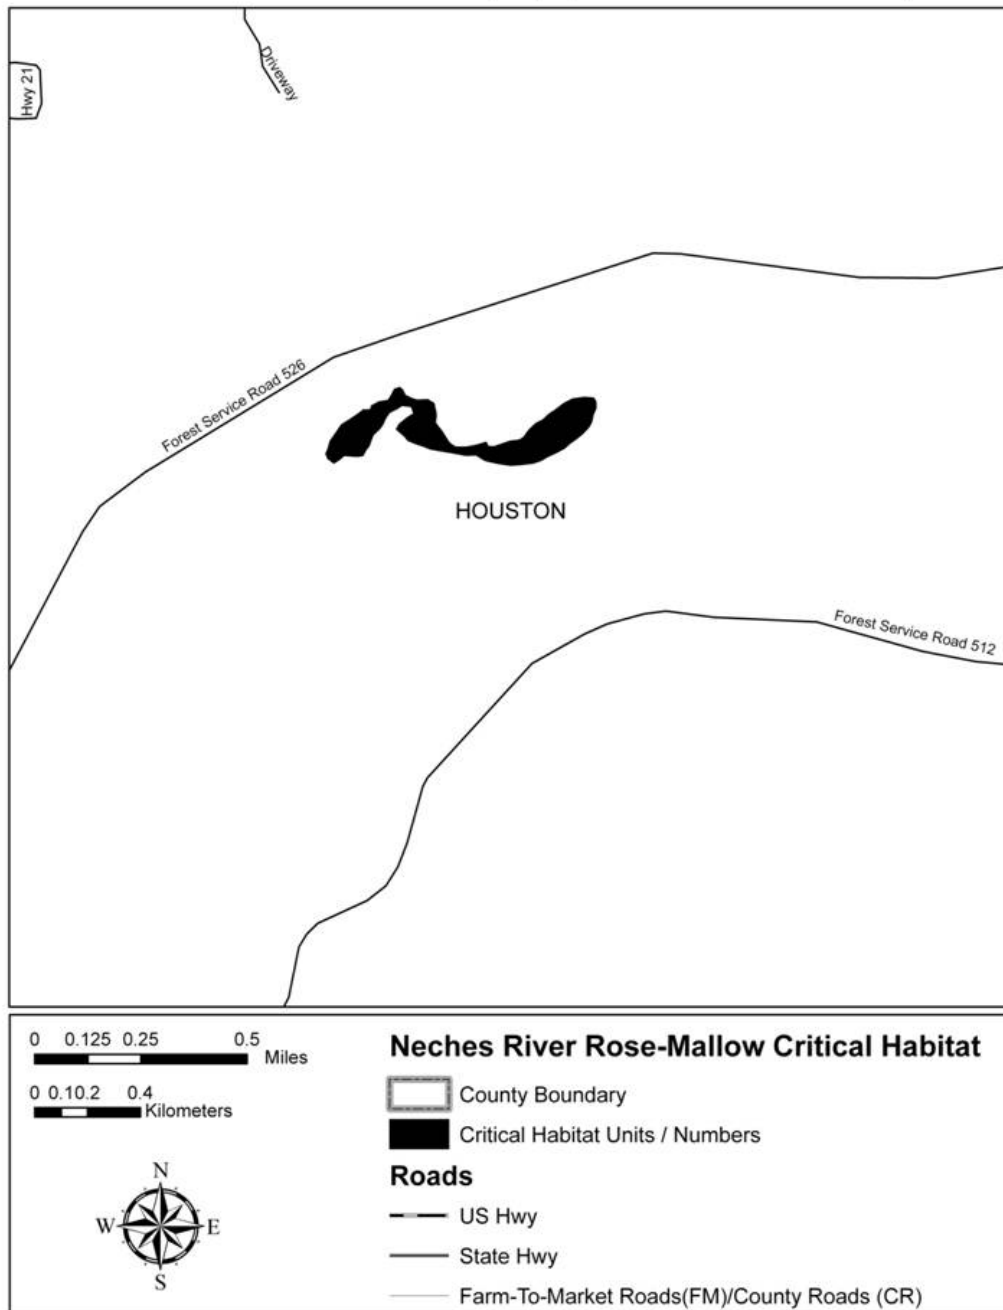 Driveway
Hwy 21
Forest Service Road 526
HOUSTON
Forest Service Road 512
0 0.125 0.25 0.5
Miles
0 0.1 0.2 0.4
Kilometers
N
W E
S
Neches River Rose-Mallow Critical Habitat
County Boundary
Critical Habitat Units / Numbers
Roads
US Hwy
State Hwy
Farm-To-Market Roads(FM)/County Roads (CR)